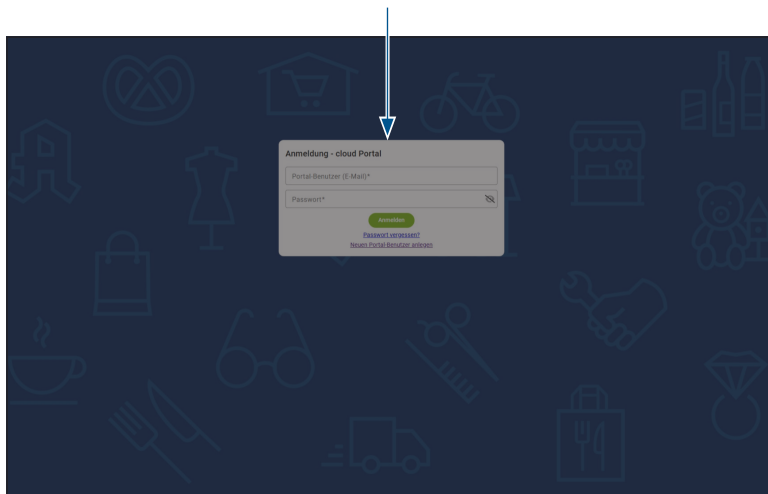 Anmeldung - cloud Portal
Portal-Benutzer (E-Mail)*
Passwort*
Anmelden
Passwort vergessen?
Neuen Portal-Benutzer anlegen